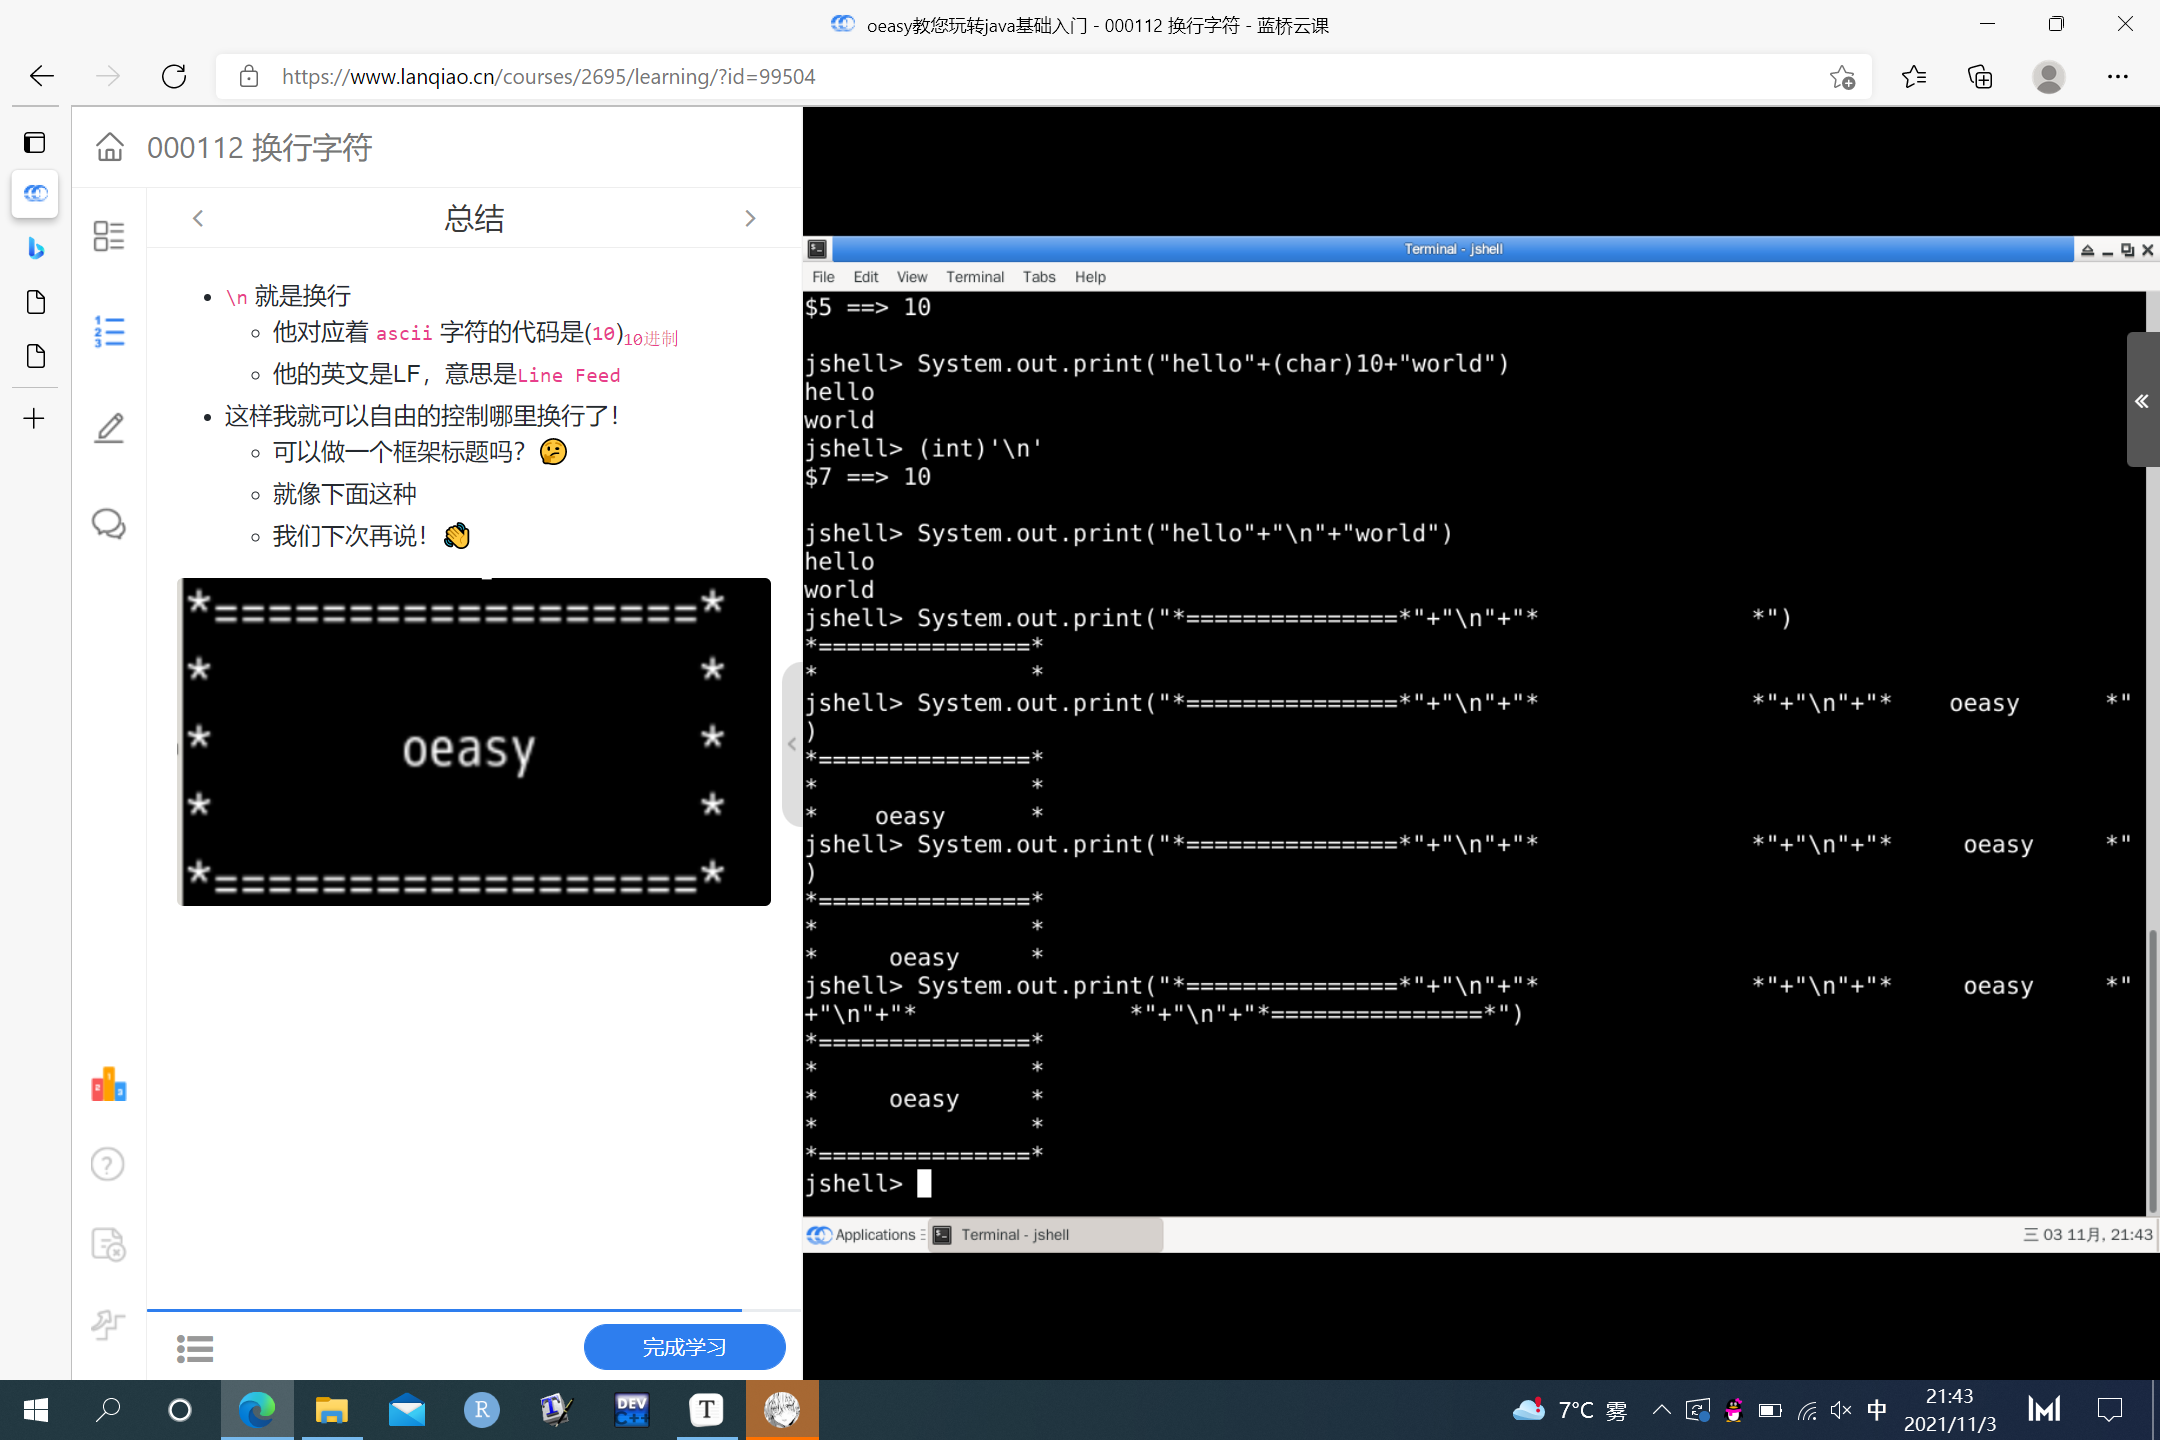 oeasy教您玩转java基础入门 - 000112 换行字符 - 蓝桥云课
https://www.lanqiao.cn/courses/2695/learning/?id=99504
000112 换行字符
总结
\n 就是换行
他对应着 ascii 字符的代码是(10)10进制
他的英文是LF，意思是Line Feed
这样我就可以自由的控制哪里换行了！
可以做一个框架标题吗？🤔
就像下面这种
我们下次再说！👋
*==================*
*                  *
*       oeasy      *
*                  *
*==================*
完成学习
Terminal - jshell
File Edit View Terminal Tabs Help
$5 ==> 10
jshell> System.out.print("hello"+(char)10+"world")
hello
world
jshell> (int)'\n'
$7 ==> 10
jshell> System.out.print("hello"+"\n"+"world")
hello
world
jshell> System.out.print("*===============*"+"\n"+"*               *")
*===============*
*               *
jshell> System.out.print("*===============*"+"\n"+"*               *"+"\n"+"*    oeasy      *"
)
*===============*
*               *
*    oeasy      *
jshell> System.out.print("*===============*"+"\n"+"*               *"+"\n"+"*     oeasy     *"
)
*===============*
*               *
*     oeasy     *
jshell> System.out.print("*===============*"+"\n"+"*               *"+"\n"+"*     oeasy     *"
+"\n"+"*               *"+"\n"+"*===============*")
*===============*
*               *
*     oeasy     *
*               *
*===============*
jshell>
Applications
Terminal - jshell
三 03 11月, 21:43
R
DEV
C++
T
7°C 雾
中
21:43
2021/11/3